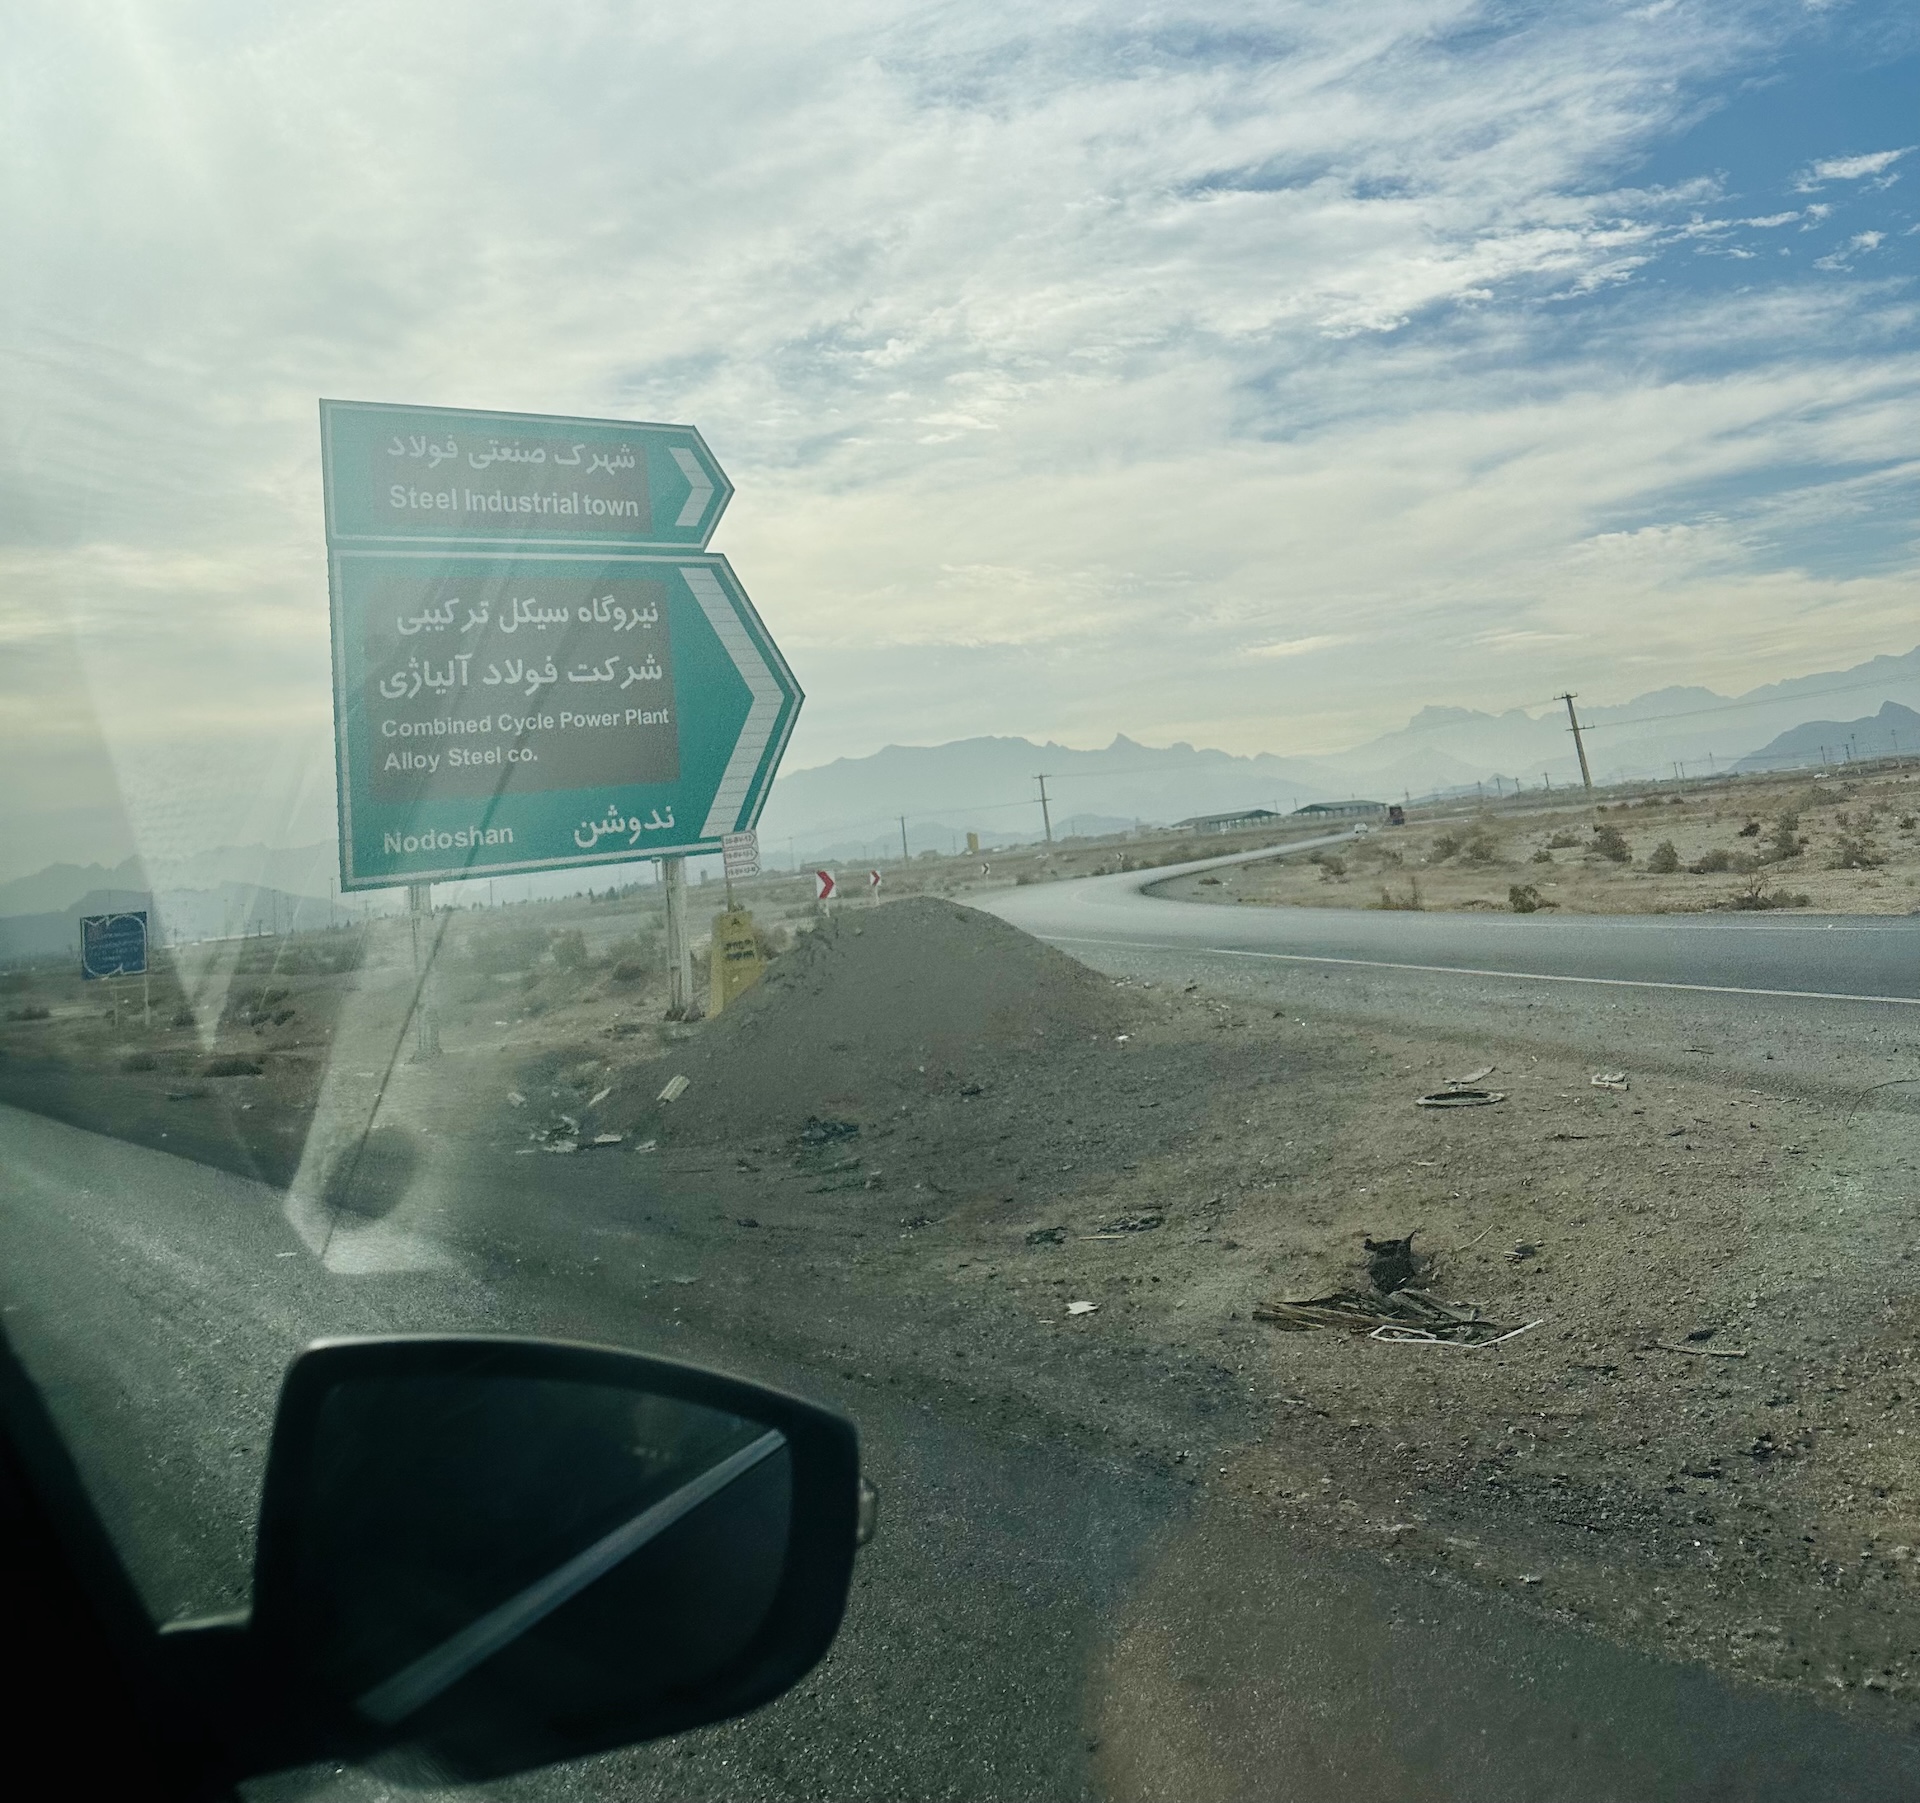 شهرک صنعتی فولاد
Steel Industrial town
نیروگاه سیکل ترکیبی
شرکت فولاد آلیاژی
Combined Cycle Power Plant
Alloy Steel co.
Nodoshan ندوشن